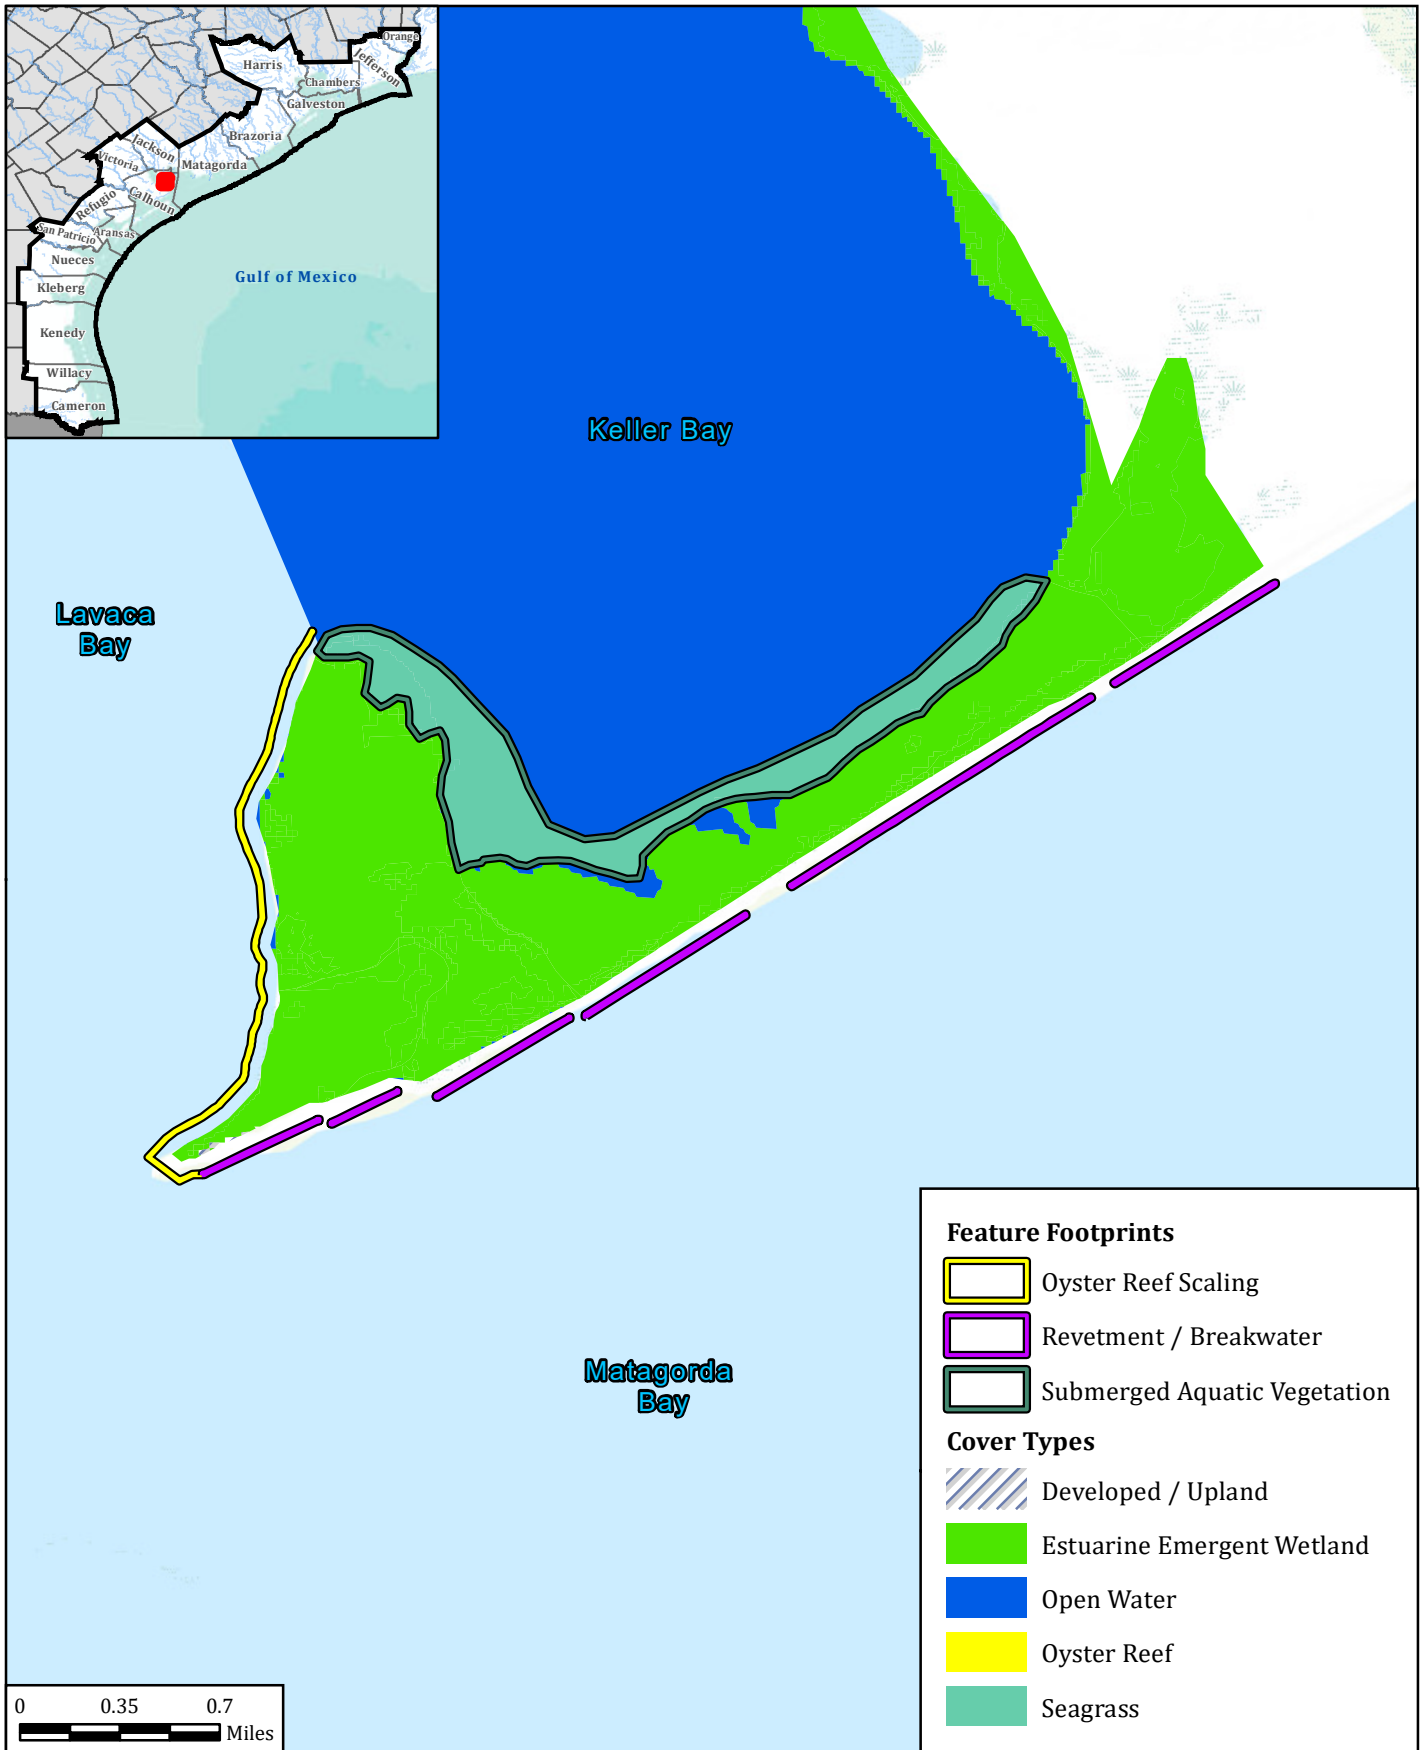 Orange
Harris
Jefferson
Chambers
Galveston
Brazoria
Jackson
Victoria
Matagorda
Calhoun
Refugio
San Patricio
Aransas
Nueces
Gulf of Mexico
Kleberg
Kenedy
Willacy
Cameron
Keller Bay
Lavaca
Bay
Matagorda
Bay
Feature Footprints
Oyster Reef Scaling
Revetment / Breakwater
Submerged Aquatic Vegetation
Cover Types
Developed / Upland
Estuarine Emergent Wetland
Open Water
Oyster Reef
Seagrass
0 0.35 0.7
Miles